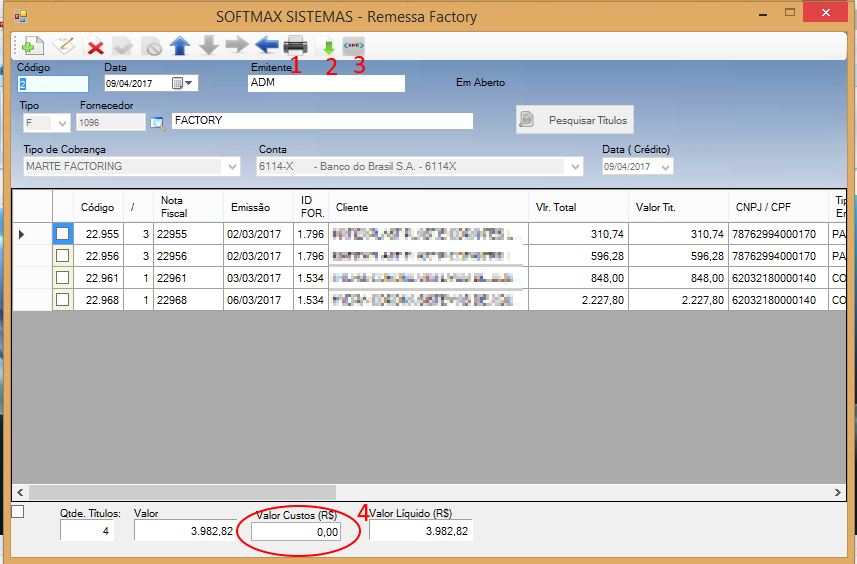 SOFTMAX SISTEMAS - Remessa Factory
<xml>
1 2 3
Código Data Emitente
2 09/04/2017 ADM Em Aberto
Tipo Fornecedor
F 1096 FACTORY Pesquisar Títulos
Tipo de Cobrança Conta Data ( Crédito)
MARTE FACTORING 6114-X - Banco do Brasil S.A. - 6114X 09/04/2017
Código / Nota Fiscal Emissão ID FOR. Cliente Vlr. Total Valor Tit. CNPJ / CPF Tip En
22.955 3 22955 02/03/2017 1.796 310,74 310,74 78762994000170 PA
22.956 3 22956 02/03/2017 1.796 596,28 596,28 78762994000170 PA
22.961 1 22961 03/03/2017 1.534 848,00 848,00 62032180000140 CO
22.968 1 22968 06/03/2017 1.534 2.227,80 2.227,80 62032180000140 CO
Qtde. Títulos: Valor Valor Custos (R$) 4 Valor Líquido (R$)
4 3.982,82 0,00 3.982,82